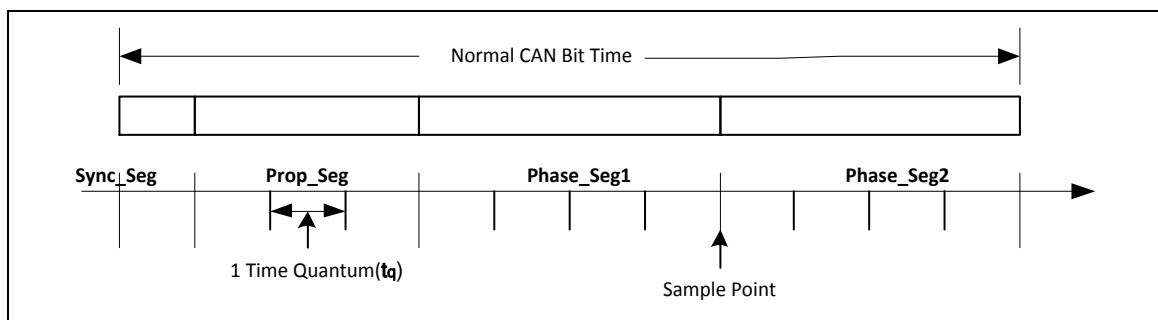 Normal CAN Bit Time
Sync_Seg Prop_Seg Phase_Seg1 Phase_Seg2
1 Time Quantum(tq)
Sample Point